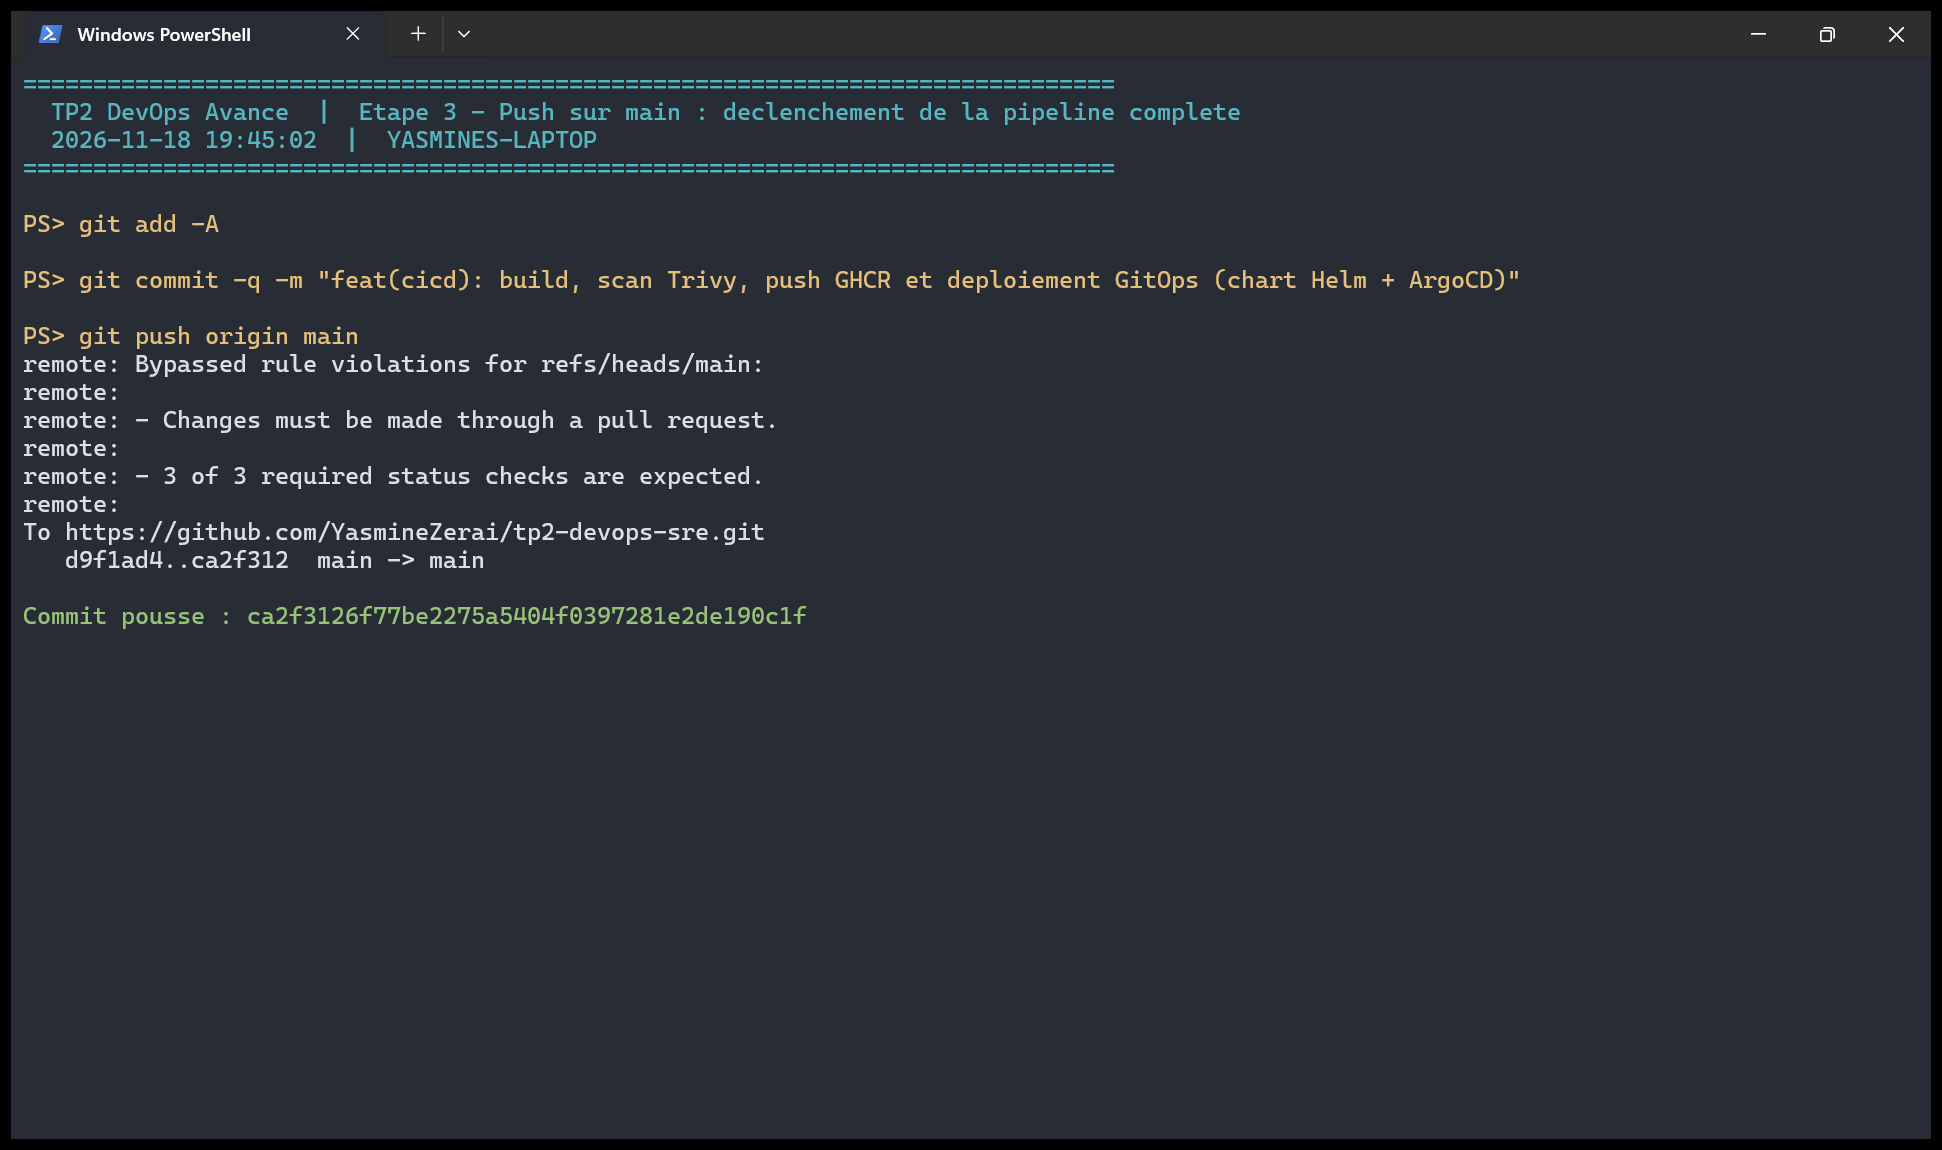 Windows PowerShell
==============================================================================
TP2 DevOps Avance | Etape 3 - Push sur main : declenchement de la pipeline complete
2026-11-18 19:45:02 | YASMINES-LAPTOP
==============================================================================
PS> git add -A
PS> git commit -q -m "feat(cicd): build, scan Trivy, push GHCR et deploiement GitOps (chart Helm + ArgoCD)"
PS> git push origin main
remote: Bypassed rule violations for refs/heads/main:
remote:
remote: - Changes must be made through a pull request.
remote:
remote: - 3 of 3 required status checks are expected.
remote:
To https://github.com/YasmineZerai/tp2-devops-sre.git
d9f1ad4..ca2f312 main -> main
Commit pousse : ca2f3126f77be2275a5404f0397281e2de190c1f